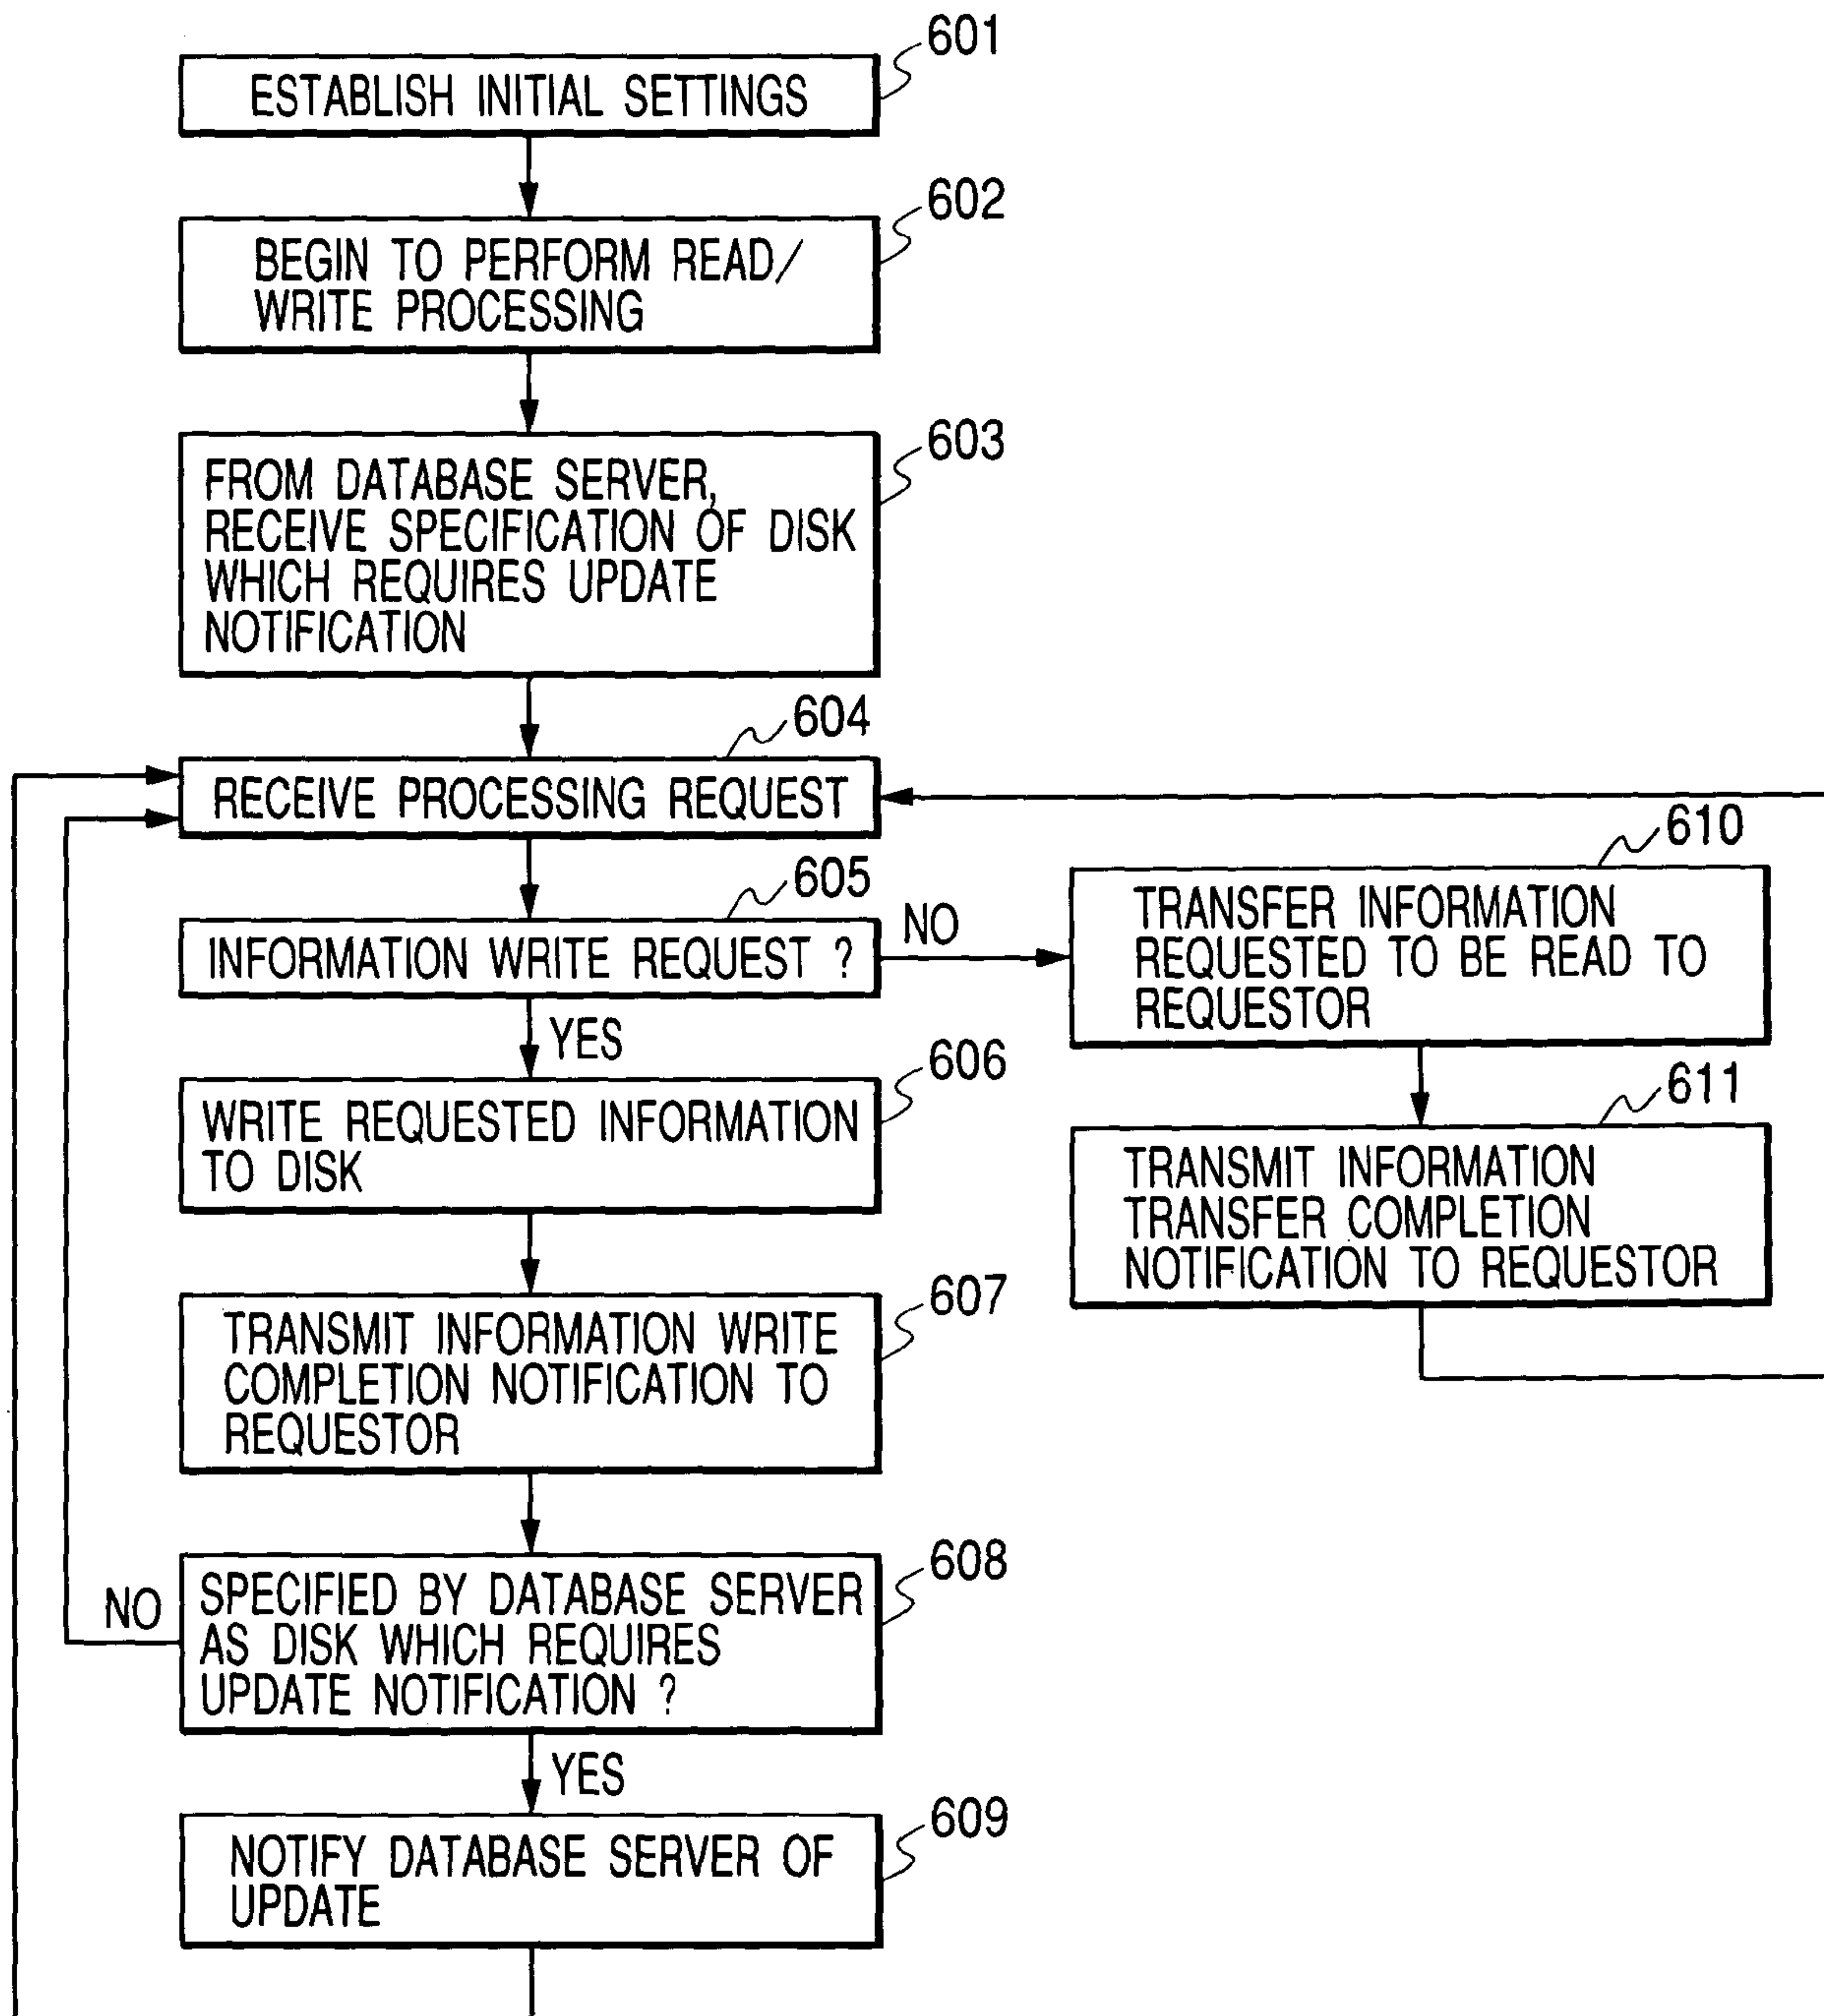 601
ESTABLISH INITIAL SETTINGS
602
BEGIN TO PERFORM READ/
WRITE PROCESSING
603
FROM DATABASE SERVER,
RECEIVE SPECIFICATION OF DISK
WHICH REQUIRES UPDATE
NOTIFICATION
604
RECEIVE PROCESSING REQUEST
605
INFORMATION WRITE REQUEST ?
NO
YES
610
TRANSFER INFORMATION
REQUESTED TO BE READ TO
REQUESTOR
606
WRITE REQUESTED INFORMATION
TO DISK
611
TRANSMIT INFORMATION
TRANSFER COMPLETION
NOTIFICATION TO REQUESTOR
607
TRANSMIT INFORMATION WRITE
COMPLETION NOTIFICATION TO
REQUESTOR
608
SPECIFIED BY DATABASE SERVER
AS DISK WHICH REQUIRES
UPDATE NOTIFICATION ?
NO
YES
609
NOTIFY DATABASE SERVER OF
UPDATE